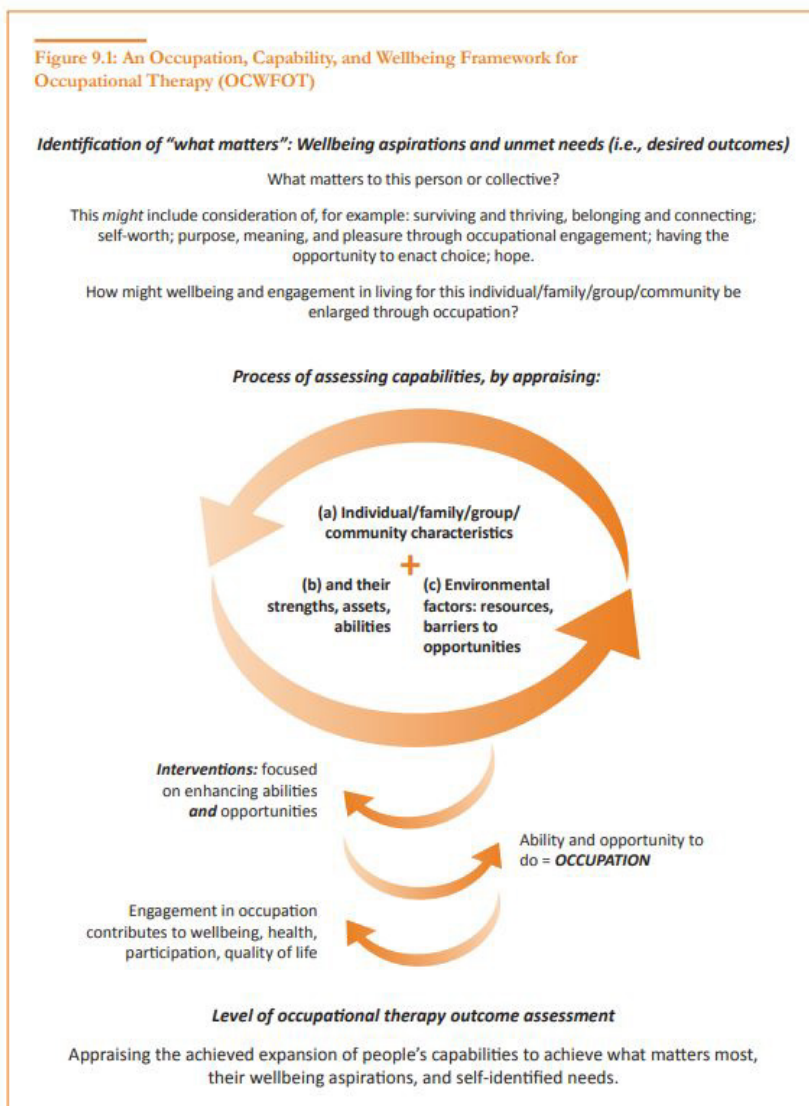 Figure 9.1: An Occupation, Capability, and Wellbeing Framework for
Occupational Therapy (OCWFOT)
Identification of “what matters”: Wellbeing aspirations and unmet needs (i.e., desired outcomes)
What matters to this person or collective?
This might include consideration of, for example: surviving and thriving, belonging and connecting;
self-worth; purpose, meaning, and pleasure through occupational engagement; having the
opportunity to enact choice; hope.
How might wellbeing and engagement in living for this individual/family/group/community be
enlarged through occupation?
Process of assessing capabilities, by appraising:
(a) Individual/family/group/
community characteristics
+
(b) and their
strengths, assets,
abilities
(c) Environmental
factors: resources,
barriers to
opportunities
Interventions: focused
on enhancing abilities
and opportunities
Ability and opportunity to
do = OCCUPATION
Engagement in occupation
contributes to wellbeing, health,
participation, quality of life
Level of occupational therapy outcome assessment
Appraising the achieved expansion of people’s capabilities to achieve what matters most,
their wellbeing aspirations, and self-identified needs.